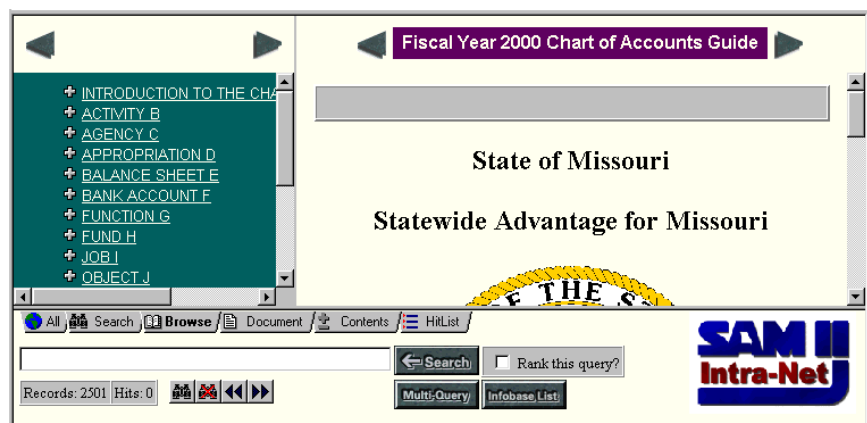 Fiscal Year 2000 Chart of Accounts Guide
INTRODUCTION TO THE CHA
ACTIVITY B
AGENCY C
APPROPRIATION D
BALANCE SHEET E
BANK ACCOUNT F
FUNCTION G
FUND H
JOB I
OBJECT J
State of Missouri
Statewide Advantage for Missouri
OF THE S
All Search Browse Document Contents HitList
Search Rank this query?
Records: 2501 Hits: 0
Multi-Query Infobase List
SAM II
Intra-Net